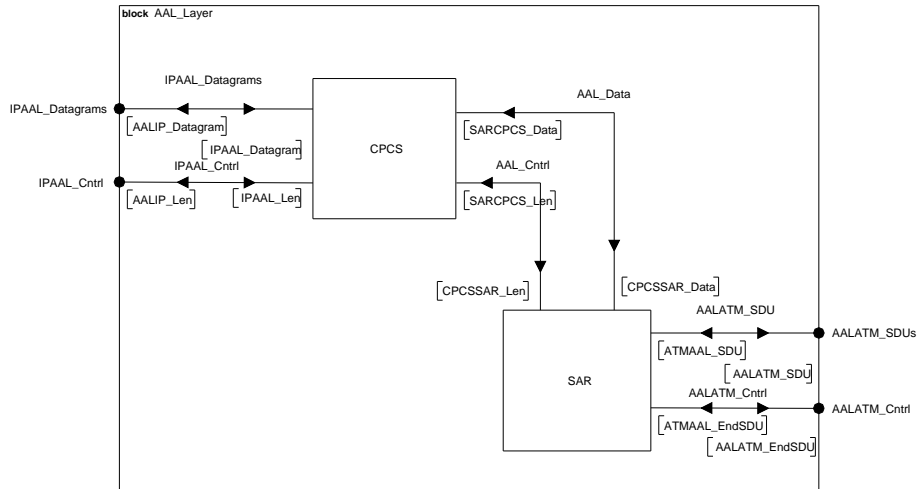 block AAL_Layer
IPAAL_Datagrams
AAL_Data
IPAAL_Datagrams
[AALIP_Datagram]
[SARCPCS_Data]
[IPAAL_Datagram]
CPCS
IPAAL_Cntrl
AAL_Cntrl
IPAAL_Cntrl
[AALIP_Len]
[IPAAL_Len]
[SARCPCS_Len]
[CPCSSAR_Len]
[CPCSSAR_Data]
AALATM_SDU
AALATM_SDUs
[ATMAAL_SDU]
[AALATM_SDU]
SAR
AALATM_Cntrl
AALATM_Cntrl
[ATMAAL_EndSDU]
[AALATM_EndSDU]